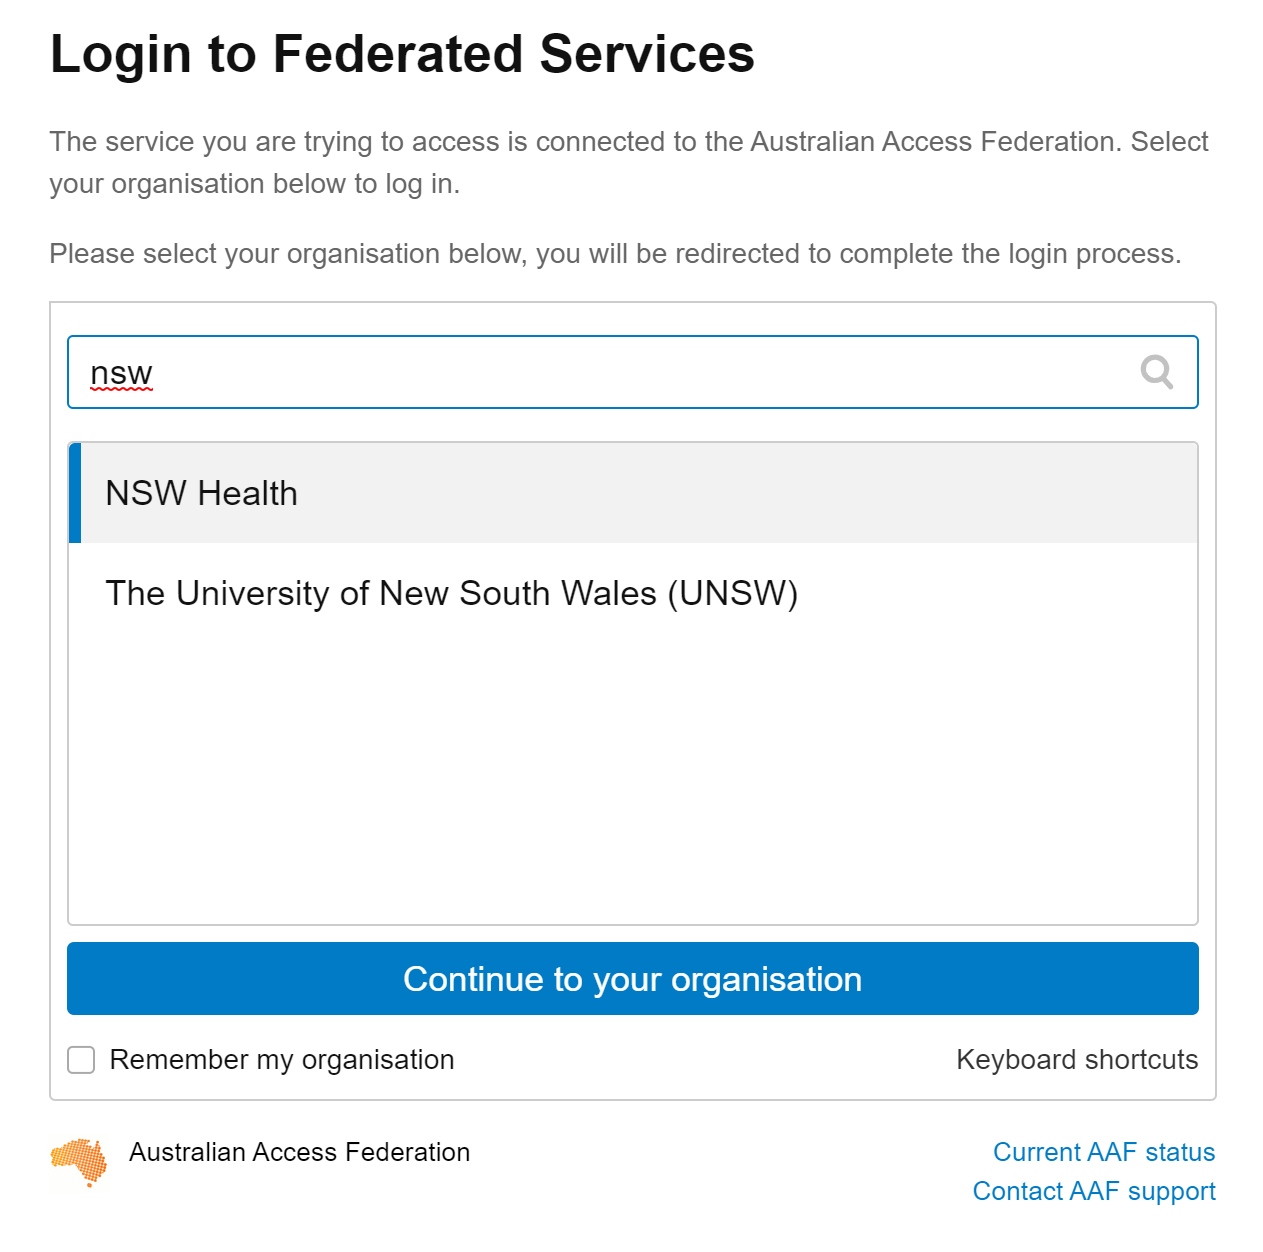 Login to Federated Services
The service you are trying to access is connected to the Australian Access Federation. Select
your organisation below to log in.
Please select your organisation below, you will be redirected to complete the login process.
nsw
NSW Health
The University of New South Wales (UNSW)
Continue to your organisation
Remember my organisation
Keyboard shortcuts
Australian Access Federation
Current AAF status
Contact AAF support